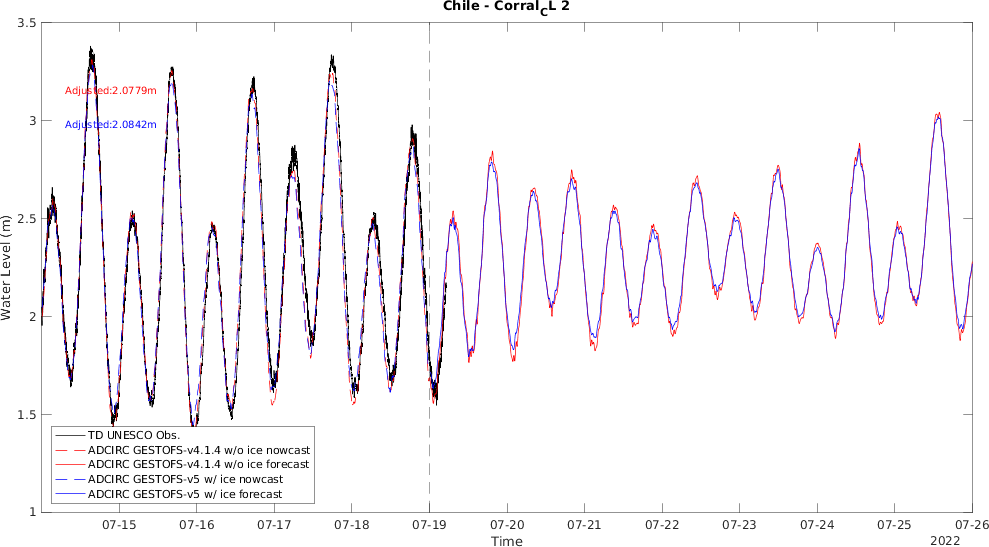 Chile - Corral_CL 2
3.5
3
2.5
2
1.5
1
Water Level (m)
Adjusted:2.0779m
Adjusted:2.0842m
TD UNESCO Obs.
ADCIRC GESTOFS-v4.1.4 w/o ice nowcast
ADCIRC GESTOFS-v4.1.4 w/o ice forecast
ADCIRC GESTOFS-v5 w/ ice nowcast
ADCIRC GESTOFS-v5 w/ ice forecast
07-15 07-16 07-17 07-18 07-19 07-20 07-21 07-22 07-23 07-24 07-25 07-26
Time
2022